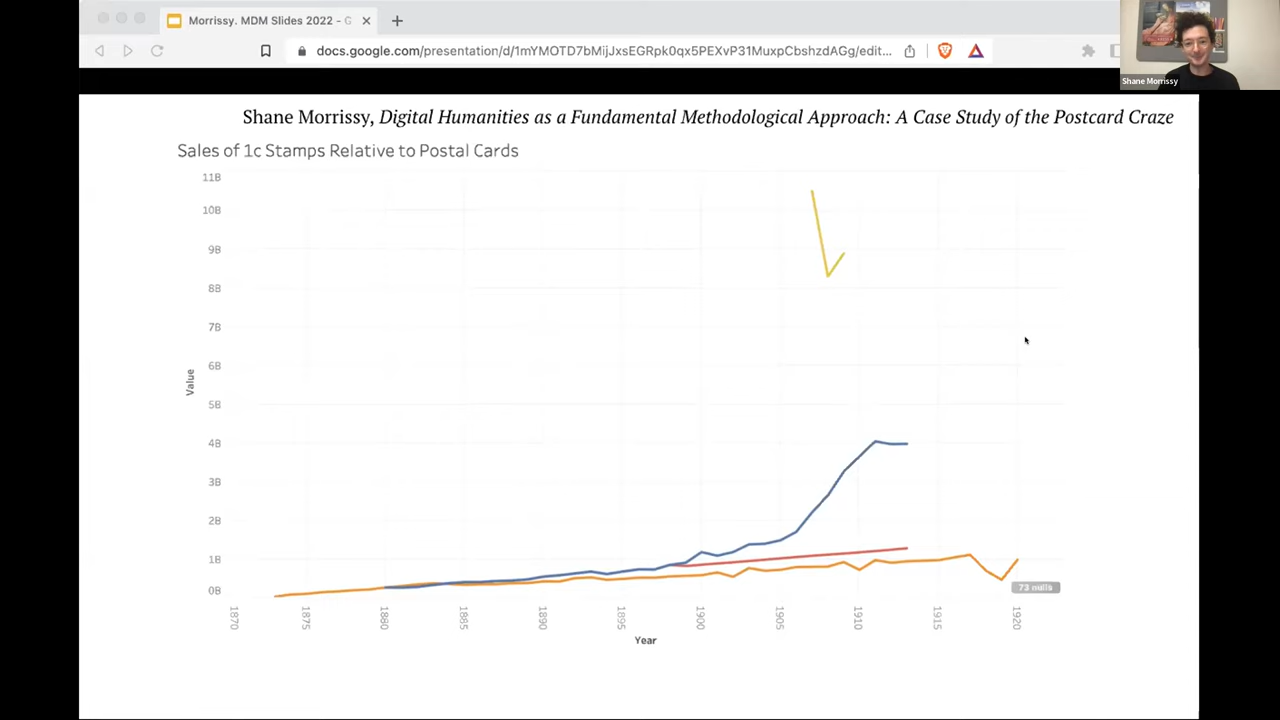 Morrissy. MDM Slides 2022 - G
docs.google.com/presentation/d/1mYMOTD7bMijJxsEGRpk0qx5PEXvP31MuxpCbshzdAGg/edit...
Shane Morrissy
Shane Morrissy, Digital Humanities as a Fundamental Methodological Approach: A Case Study of the Postcard Craze
Sales of 1c Stamps Relative to Postal Cards
11B
10B
9B
8B
7B
6B
5B
4B
3B
2B
1B
0B
Value
73 mills
1870 1875 1880 1885 1890 1895 1900 1905 1910 1915 1920
Year